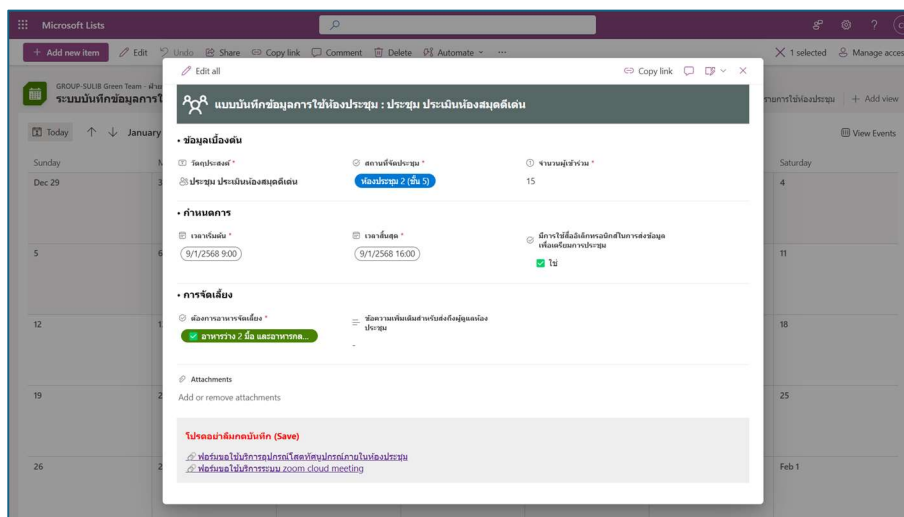 Microsoft Lists
Add new item Edit Undo Share Copy link Comment Delete Automate 1 selected Manage acces
Edit all Copy link
GROUP-SULIB Green Team -
ระบบบันทึกข้อมูลการใ
แบบบันทึกข้อมูลการใช้ห้องประชุม : ประชุม ประเมินห้องสมุดดีเด่น
รายการใช้ห้องประชุม Add view
Today January View Events
• ข้อมูลเบื้องต้น
Sunday Saturday
วัตถุประสงค์ * สถานที่จัดประชุม * จำนวนผู้เข้าร่วม *
ประชุม ประเมินห้องสมุดดีเด่น ห้องประชุม 2 (ชั้น 5) 15
Dec 29 3 4
• กำหนดการ
เวลาเริ่มต้น * เวลาสิ้นสุด * มีการใช้สื่ออิเล็กทรอนิกส์ในการส่งข้อมูล
เพื่อเตรียมการประชุม
9/1/2568 9:00 9/1/2568 16:00
ใช่
5 6 11
• การจัดเลี้ยง
ต้องการอาหารจัดเลี้ยง * ข้อความเพิ่มเติมสำหรับส่งถึงผู้ดูแลห้อง
ประชุม
อาหารว่าง 2 มื้อ และอาหารกล...
-
12 1 18
Attachments
Add or remove attachments
19 2 25
โปรดอย่าลืมกดบันทึก (Save)
ฟอร์มขอใช้บริการอุปกรณ์โสตทัศนูปกรณ์ภายในห้องประชุม
ฟอร์มขอใช้บริการระบบ zoom cloud meeting
26 2 Feb 1